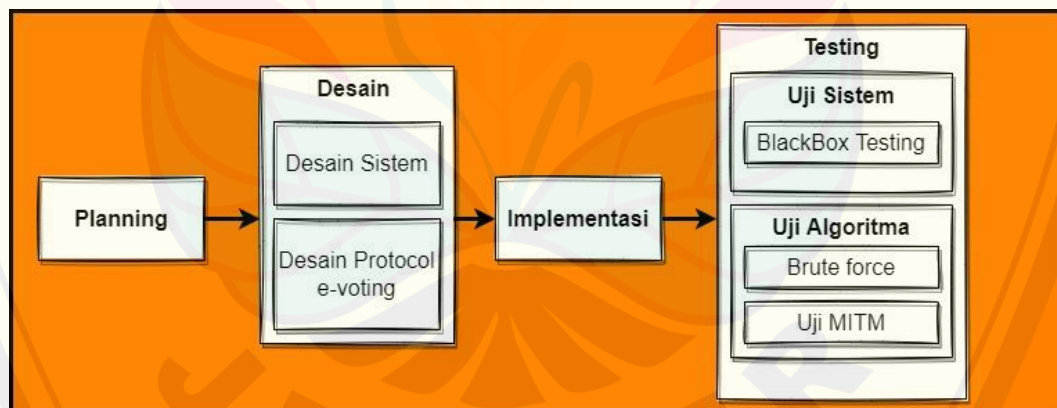 Planning
Desain
Desain Sistem
Desain Protocol
e-voting
Implementasi
Testing
Uji Sistem
BlackBox Testing
Uji Algoritma
Brute force
Uji MITM